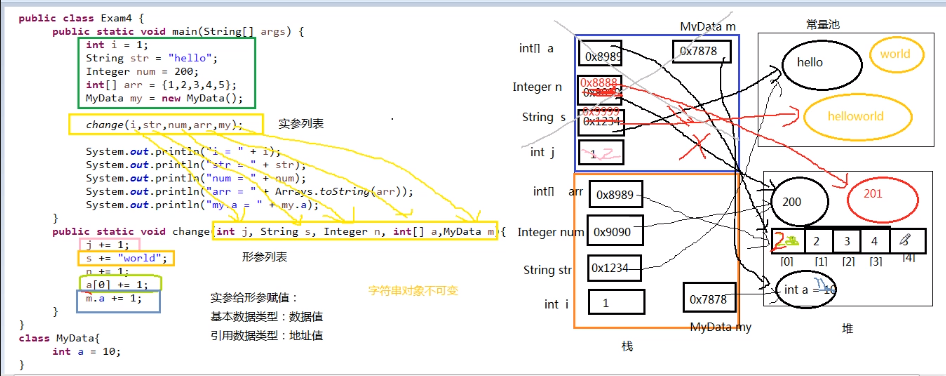 public class Exam4 {
public static void main(String[] args) {
int i = 1;
String str = "hello";
Integer num = 200;
int[] arr = {1,2,3,4,5};
MyData my = new MyData();
change(i,str,num,arr,my);
实参列表
System.out.println("i = " + i);
System.out.println("str = " + str);
System.out.println("num = " + num);
System.out.println("arr = " + Arrays.toString(arr));
System.out.println("my.a = " + my.a);
}
public static void change(int j, String s, Integer n, int[] a,MyData m){
j += 1;
s += "world";
n += 1;
a[0] += 1;
m.a += 1;
}
}
class MyData{
int a = 10;
}
形参列表
实参给形参赋值：
基本数据类型：数据值
引用数据类型：地址值
字符串对象不可变
MyData m
int[] a
0x8989
0x7878
Integer n
0x8888
String s
0x9999
0x1234
int j
1 2
int[] arr
0x8989
Integer num
0x9090
String str
0x1234
int i
1
0x7878
MyData my
栈
常量池
hello
world
helloworld
200
201
2 2 3 4
[0] [1] [2] [3] [4]
int a = 
堆